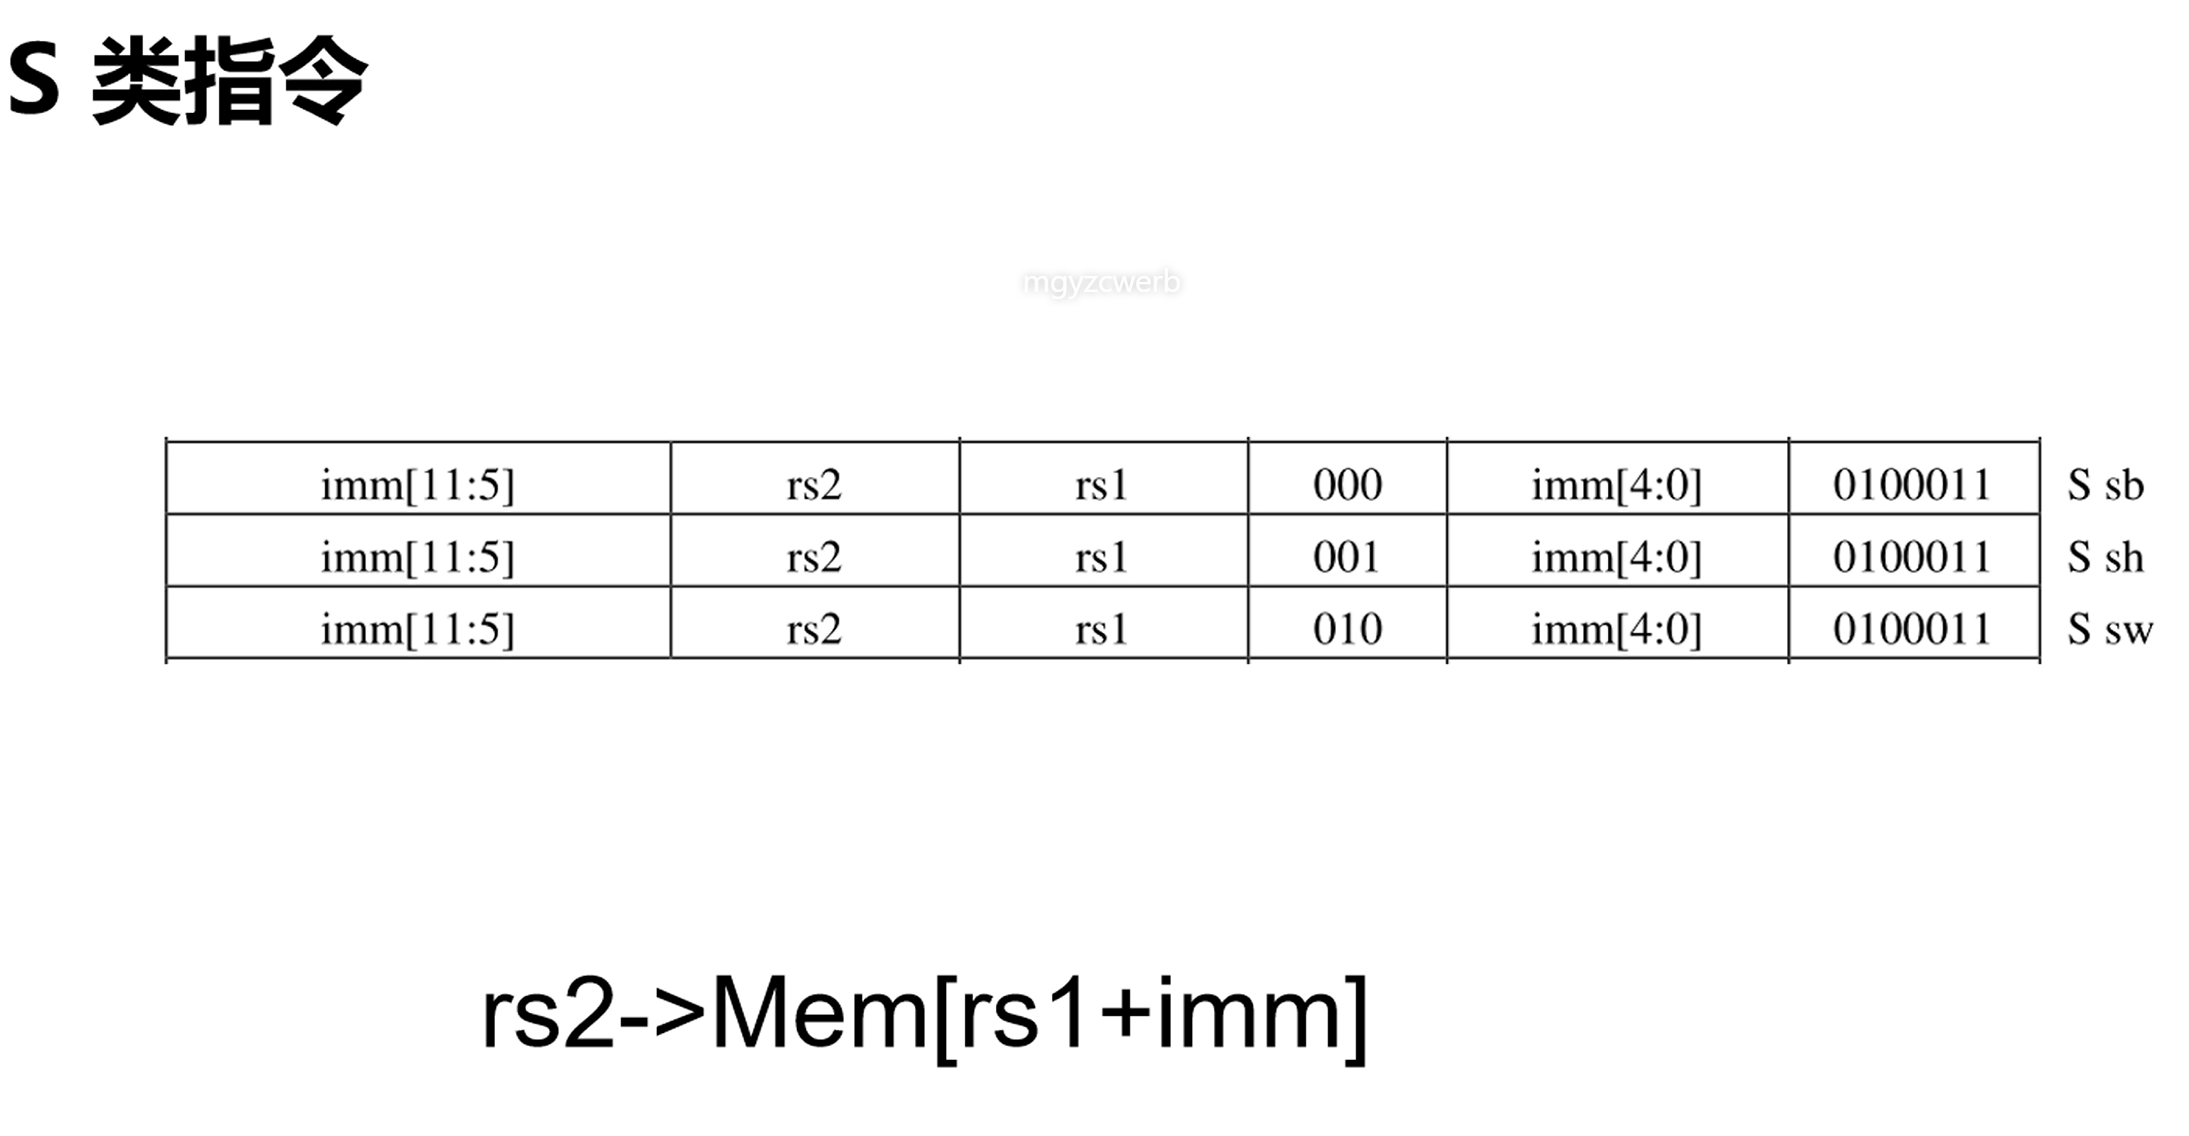 S 类指令
mgyzcwerb
imm[11:5] rs2 rs1 000 imm[4:0] 0100011 S sb
imm[11:5] rs2 rs1 001 imm[4:0] 0100011 S sh
imm[11:5] rs2 rs1 010 imm[4:0] 0100011 S sw
rs2->Mem[rs1+imm]